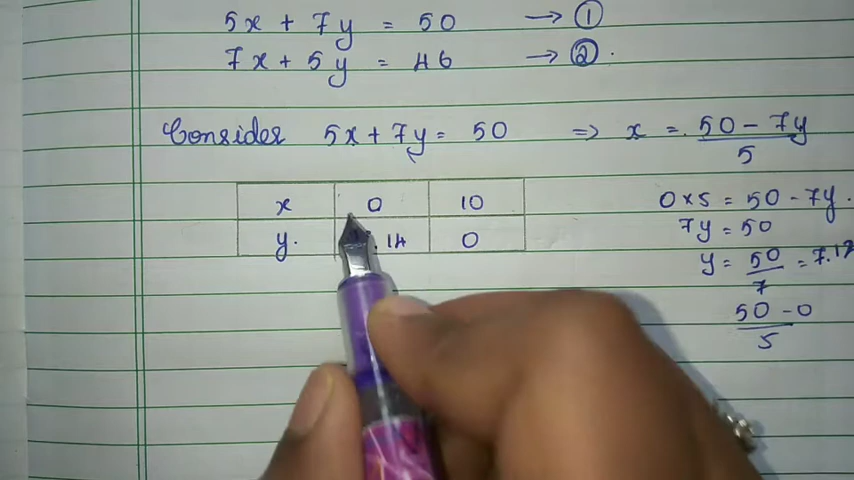 5x + 7y = 50 → ①
7x + 5y = 46 → ②.
Consider 5x + 7y = 50 ⇒ x = 50 - 7y / 5
x 0 10
y. .14 0
0 x 5 = 50 - 7y.
7y = 50
y = 50 / 7 = 7.1
50 - 0 / 5